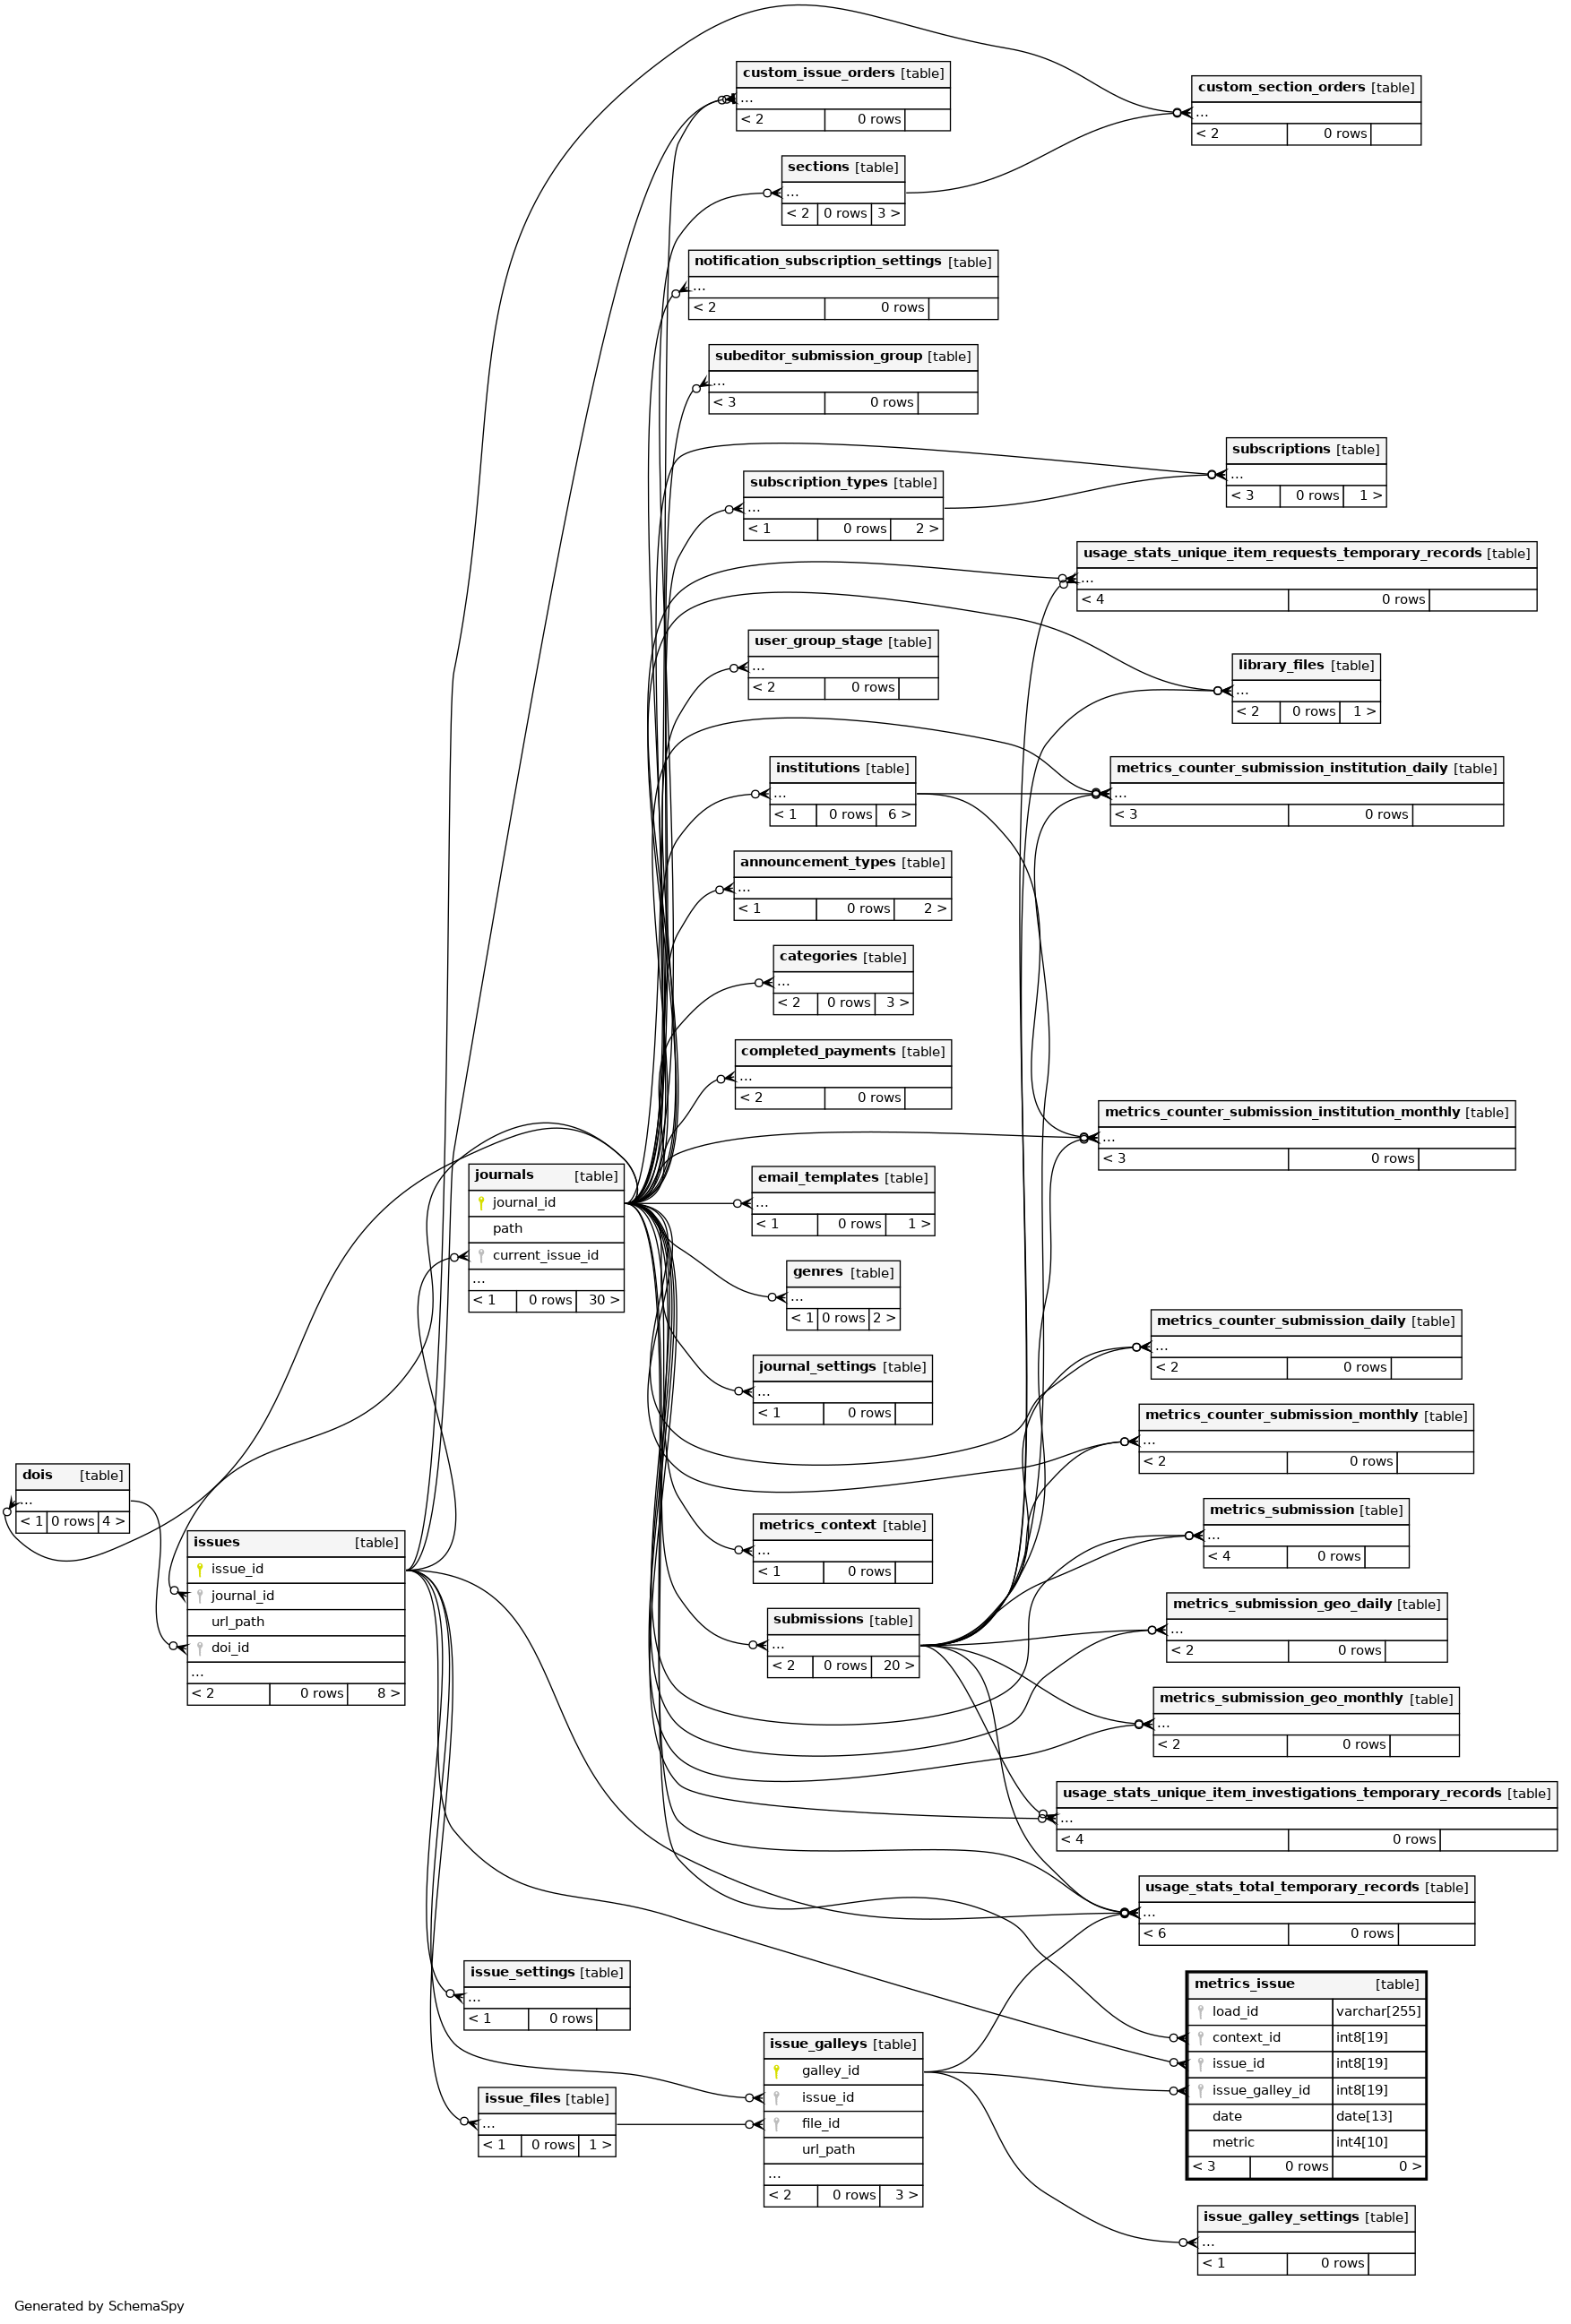 custom_issue_orders [table]
...
< 2 0 rows
custom_section_orders [table]
...
< 2 0 rows
sections [table]
...
< 2 0 rows 3 >
notification_subscription_settings [table]
...
< 2 0 rows
subeditor_submission_group [table]
...
< 3 0 rows
subscriptions [table]
...
< 3 0 rows 1 >
subscription_types [table]
...
< 1 0 rows 2 >
usage_stats_unique_item_requests_temporary_records [table]
...
< 4 0 rows
user_group_stage [table]
...
< 2 0 rows
library_files [table]
...
< 2 0 rows 1 >
institutions [table]
...
< 1 0 rows 6 >
metrics_counter_submission_institution_daily [table]
...
< 3 0 rows
announcement_types [table]
...
< 1 0 rows 2 >
categories [table]
...
< 2 0 rows 3 >
completed_payments [table]
...
< 2 0 rows
metrics_counter_submission_institution_monthly [table]
...
< 3 0 rows
journals [table]
journal_id
path
current_issue_id
...
< 1 0 rows 30 >
email_templates [table]
...
< 1 0 rows 1 >
genres [table]
...
< 1 0 rows 2 >
metrics_counter_submission_daily [table]
...
< 2 0 rows
journal_settings [table]
...
< 1 0 rows
metrics_counter_submission_monthly [table]
...
< 2 0 rows
dois [table]
...
< 1 0 rows 4 >
metrics_submission [table]
...
< 4 0 rows
metrics_context [table]
...
< 1 0 rows
issues [table]
issue_id
journal_id
url_path
doi_id
...
< 2 0 rows 8 >
metrics_submission_geo_daily [table]
...
< 2 0 rows
submissions [table]
...
< 2 0 rows 20 >
metrics_submission_geo_monthly [table]
...
< 2 0 rows
usage_stats_unique_item_investigations_temporary_records [table]
...
< 4 0 rows
usage_stats_total_temporary_records [table]
...
< 6 0 rows
issue_settings [table]
...
< 1 0 rows
metrics_issue [table]
load_id varchar[255]
context_id int8[19]
issue_id int8[19]
issue_galley_id int8[19]
date date[13]
metric int4[10]
< 3 0 rows 0 >
issue_galleys [table]
galley_id
issue_id
file_id
url_path
...
< 2 0 rows 3 >
issue_files [table]
...
< 1 0 rows 1 >
issue_galley_settings [table]
...
< 1 0 rows
Generated by SchemaSpy